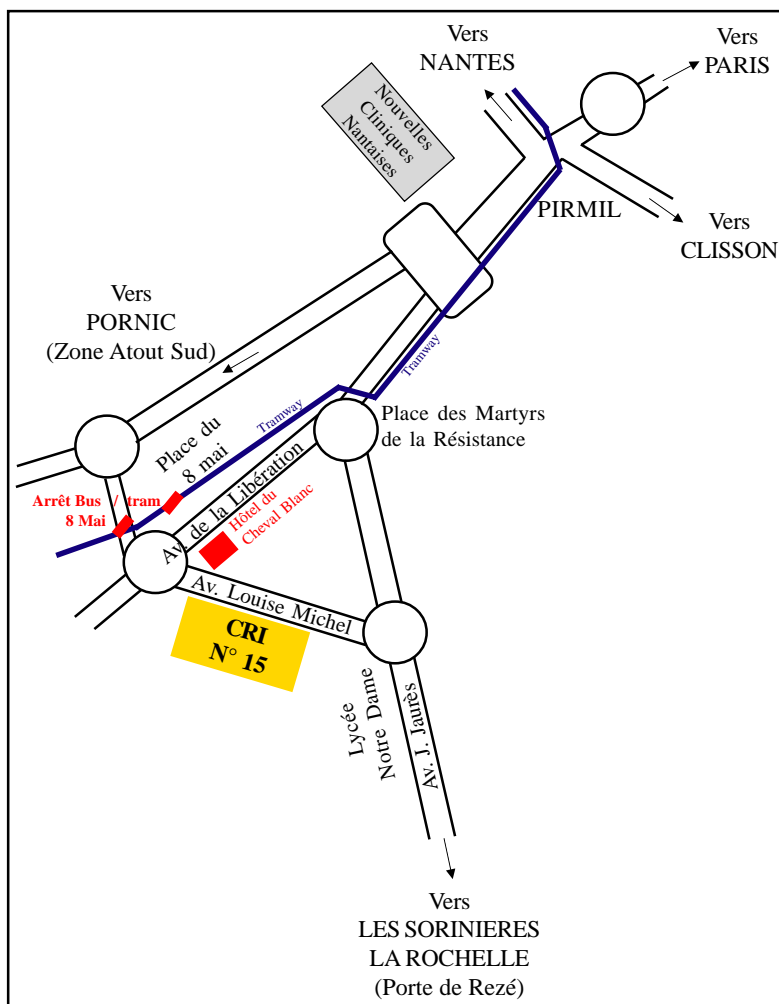 Vers
NANTES
Vers
PARIS
Nouvelles
Cliniques
Nantaises
PIRMIL
Vers
CLISSON
Vers
PORNIC
(Zone Atout Sud)
Tramway
Tramway
Place des Martyrs
de la Résistance
Place du
8 mai
Arrêt Bus / tram
8 Mai
Av. de la Libération
Hôtel du
Cheval Blanc
Av. Louise Michel
CRI
N° 15
Lycée
Notre Dame
Av. J. Jaurès
Vers
LES SORINIERES
LA ROCHELLE
(Porte de Rezé)